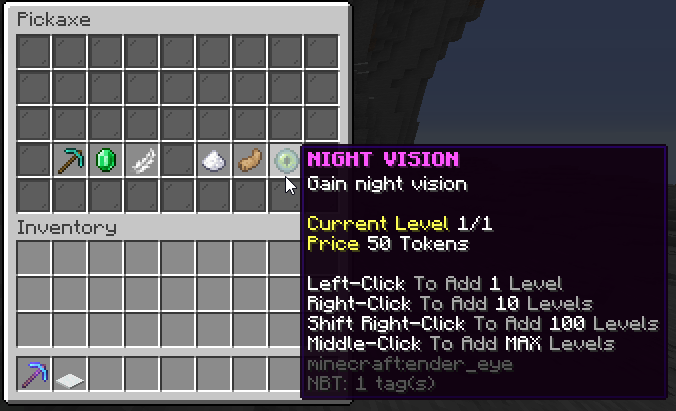 Pickaxe
NIGHT VISION
Gain night vision
Current Level 1/1
Price 50 Tokens
Left-Click To Add 1 Level
Right-Click To Add 10 Levels
Shift Right-Click To Add 100 Levels
Middle-Click To Add MAX Levels
minecraft:ender_eye
NBT: 1 tag(s)
Inventory